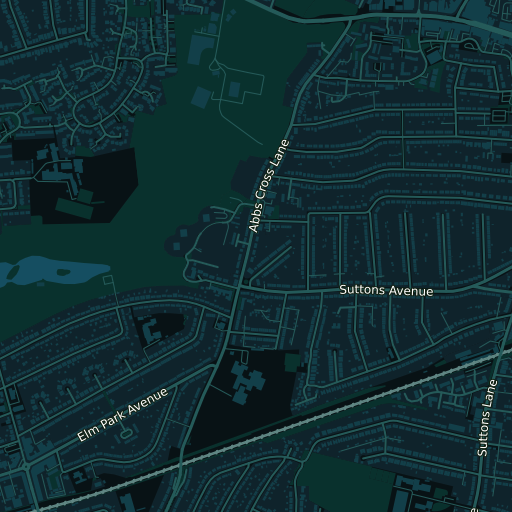 Abbs Cross Lane
Suttons Avenue
Elm Park Avenue
Suttons Lane